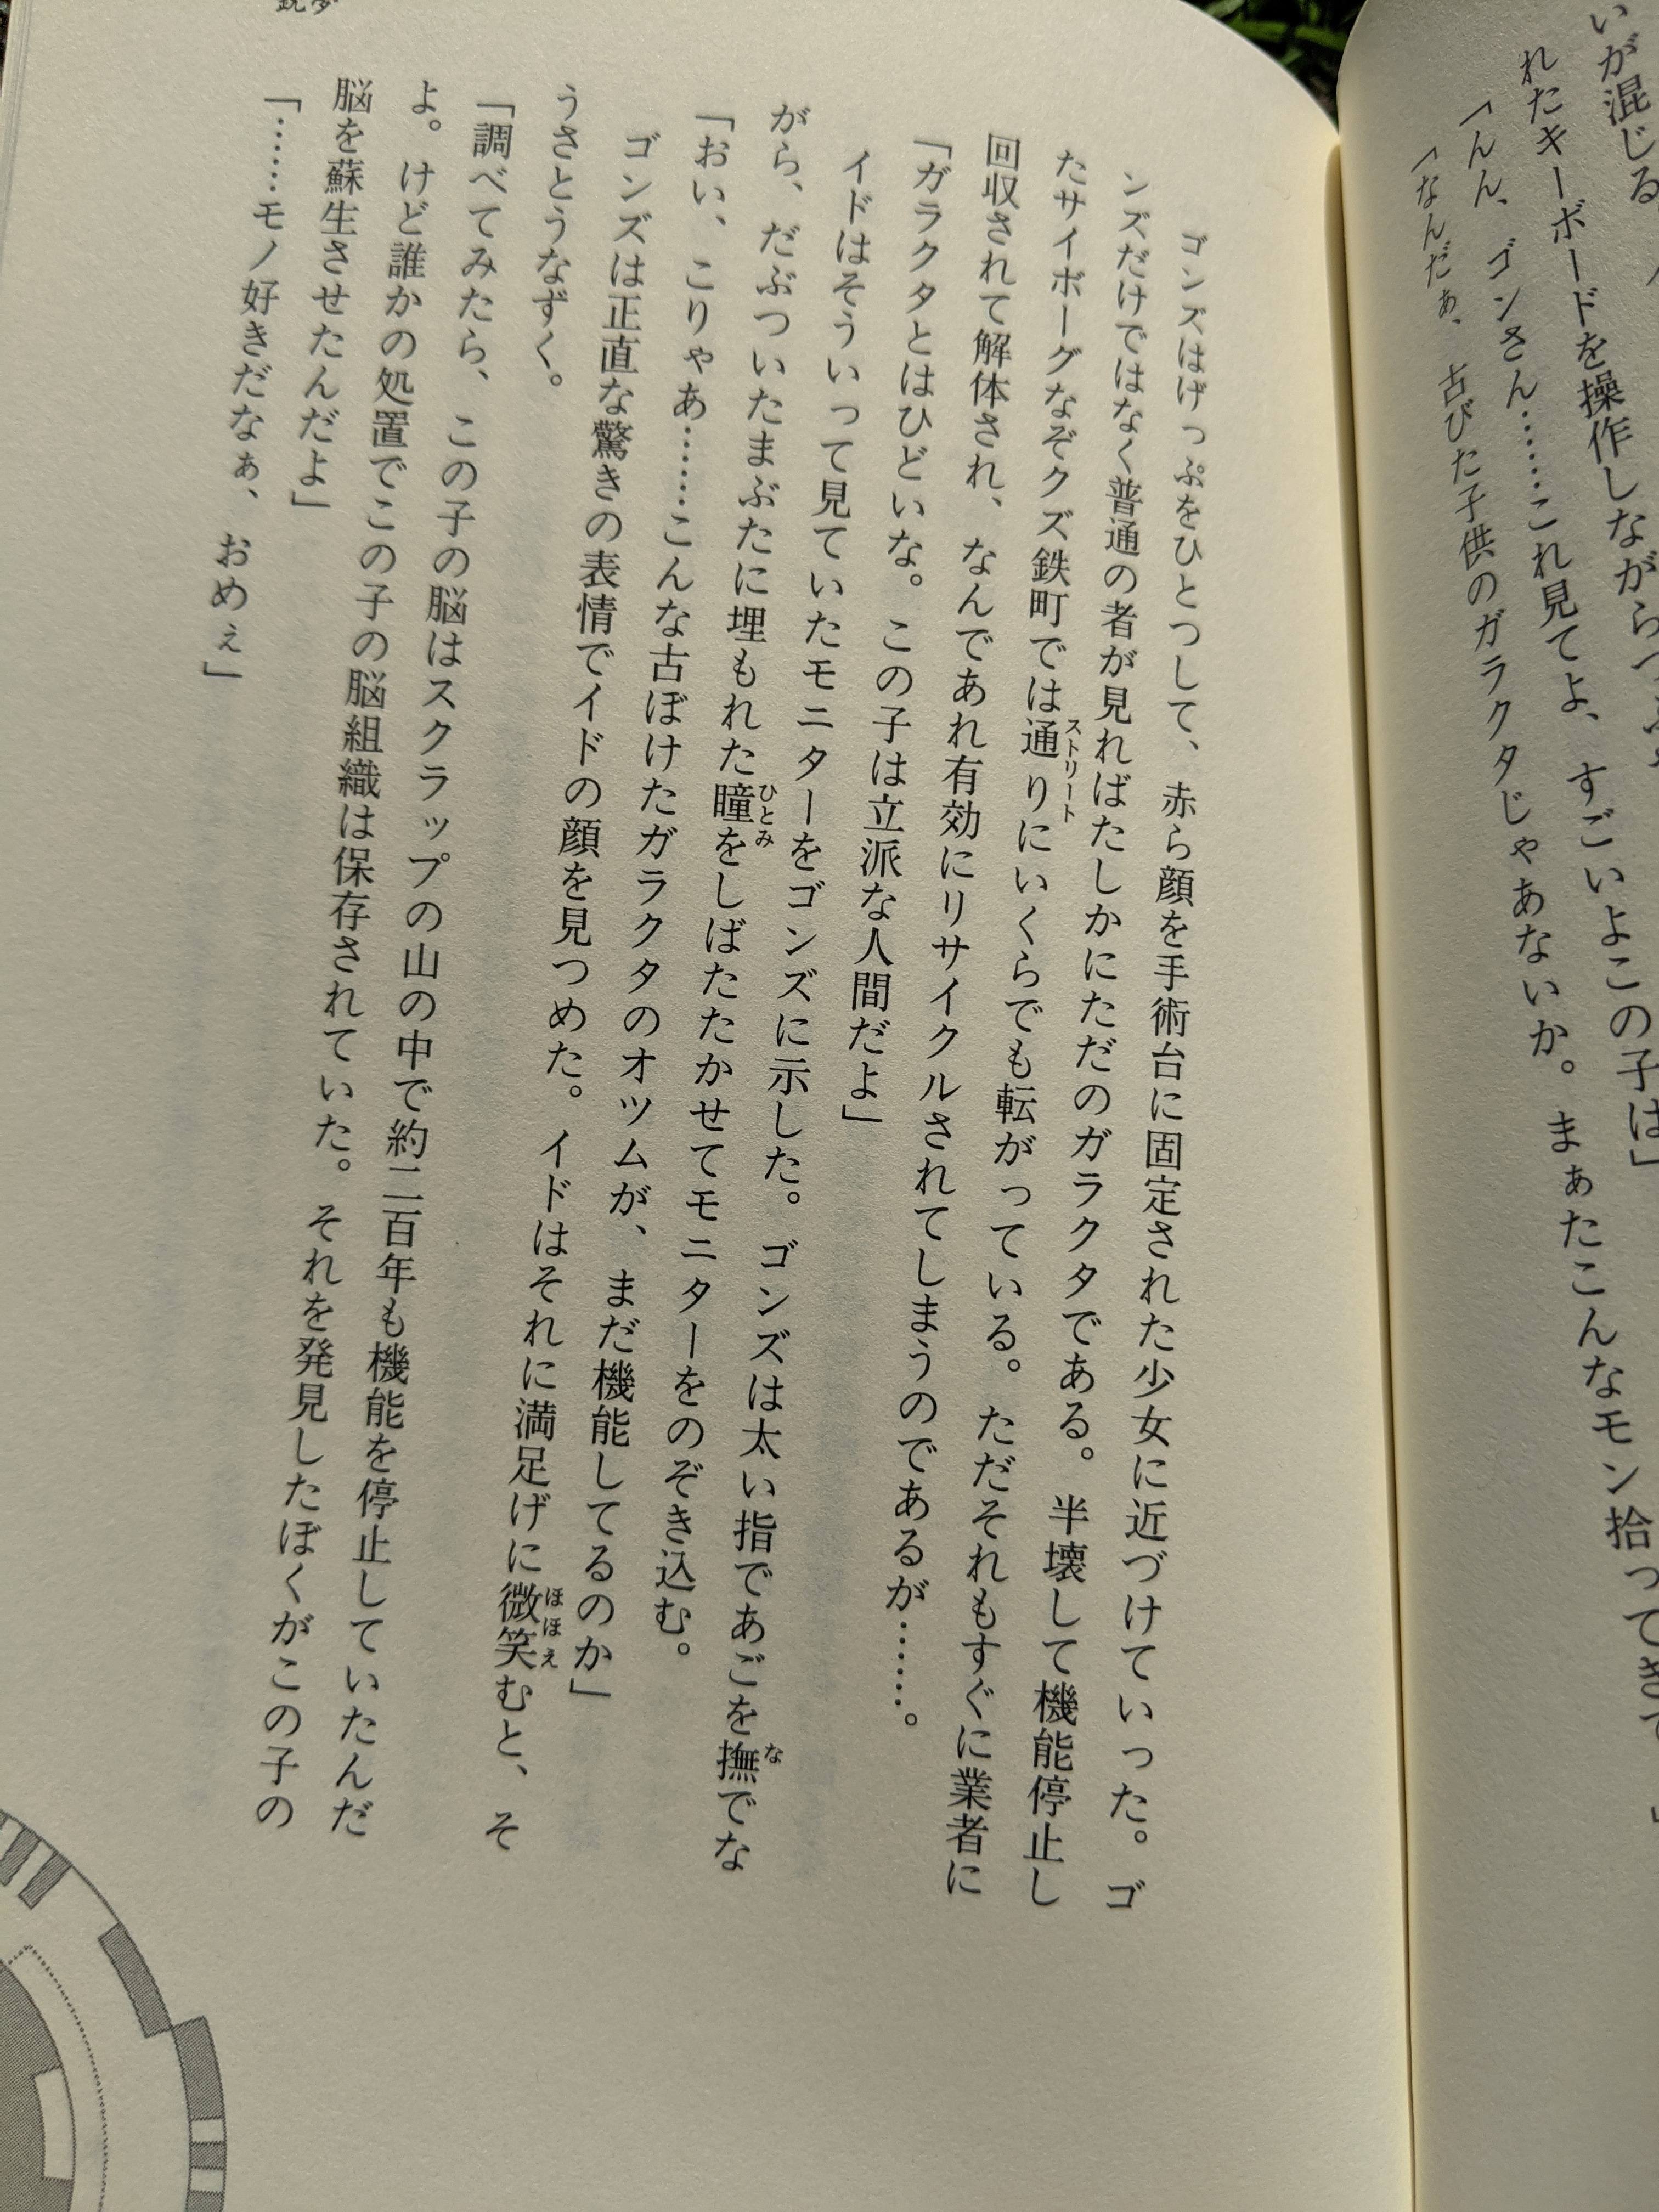 いが混じる
れたキーボードを操作しながらつぶや
「んん、ゴンさん……これ見てよ、すごいよこの子は」
「なんだぁ、古びた子供のガラクタじゃあないか。まぁたこんなモン拾ってきて
銃夢
ゴンズはげっぷをひとつして、赤ら顔を手術台に固定された少女に近づけていった。ゴ
ンズだけではなく普通の者が見ればたしかにただのガラクタである。半壊して機能停止し
たサイボーグなぞクズ鉄町では通りにいくらでも転がっている。ただそれもすぐに業者に
ストリート
回収されて解体され、なんであれ有効にリサイクルされてしまうのであるが……。
「ガラクタとはひどいな。この子は立派な人間だよ」
イドはそういって見ていたモニターをゴンズに示した。ゴンズは太い指であごを撫でな
な
がら、だぶついたまぶたに埋もれた瞳をしばたたかせてモニターをのぞき込む。
ひとみ
「おい、こりゃあ……こんな古ぼけたガラクタのオツムが、まだ機能してるのか」
ゴンズは正直な驚きの表情でイドの顔を見つめた。イドはそれに満足げに微笑むと、そ
ほほえ
うさとうなずく。
「調べてみたら、この子の脳はスクラップの山の中で約二百年も機能を停止していたんだ
よ。けど誰かの処置でこの子の脳組織は保存されていた。それを発見したぼくがこの子の
脳を蘇生させたんだよ」
「……モノ好きだなぁ、おめぇ」